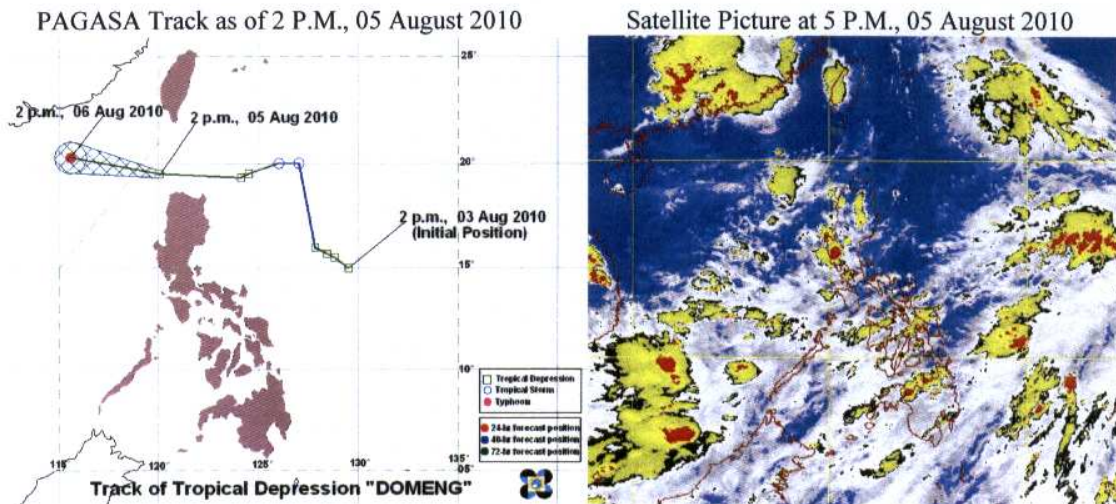 PAGASA Track as of 2 P.M., 05 August 2010
Satellite Picture at 5 P.M., 05 August 2010
25°
2 p.m., 06 Aug 2010
2 p.m., 05 Aug 2010
20°
2 p.m., 03 Aug 2010
(Initial Position)
15°
10°
Tropical Depression
Tropical Storm
Typhoon
24-hr forecast position
48-hr forecast position
72-hr forecast position
115
120
125
130
135
05°
Track of Tropical Depression "DOMENG"